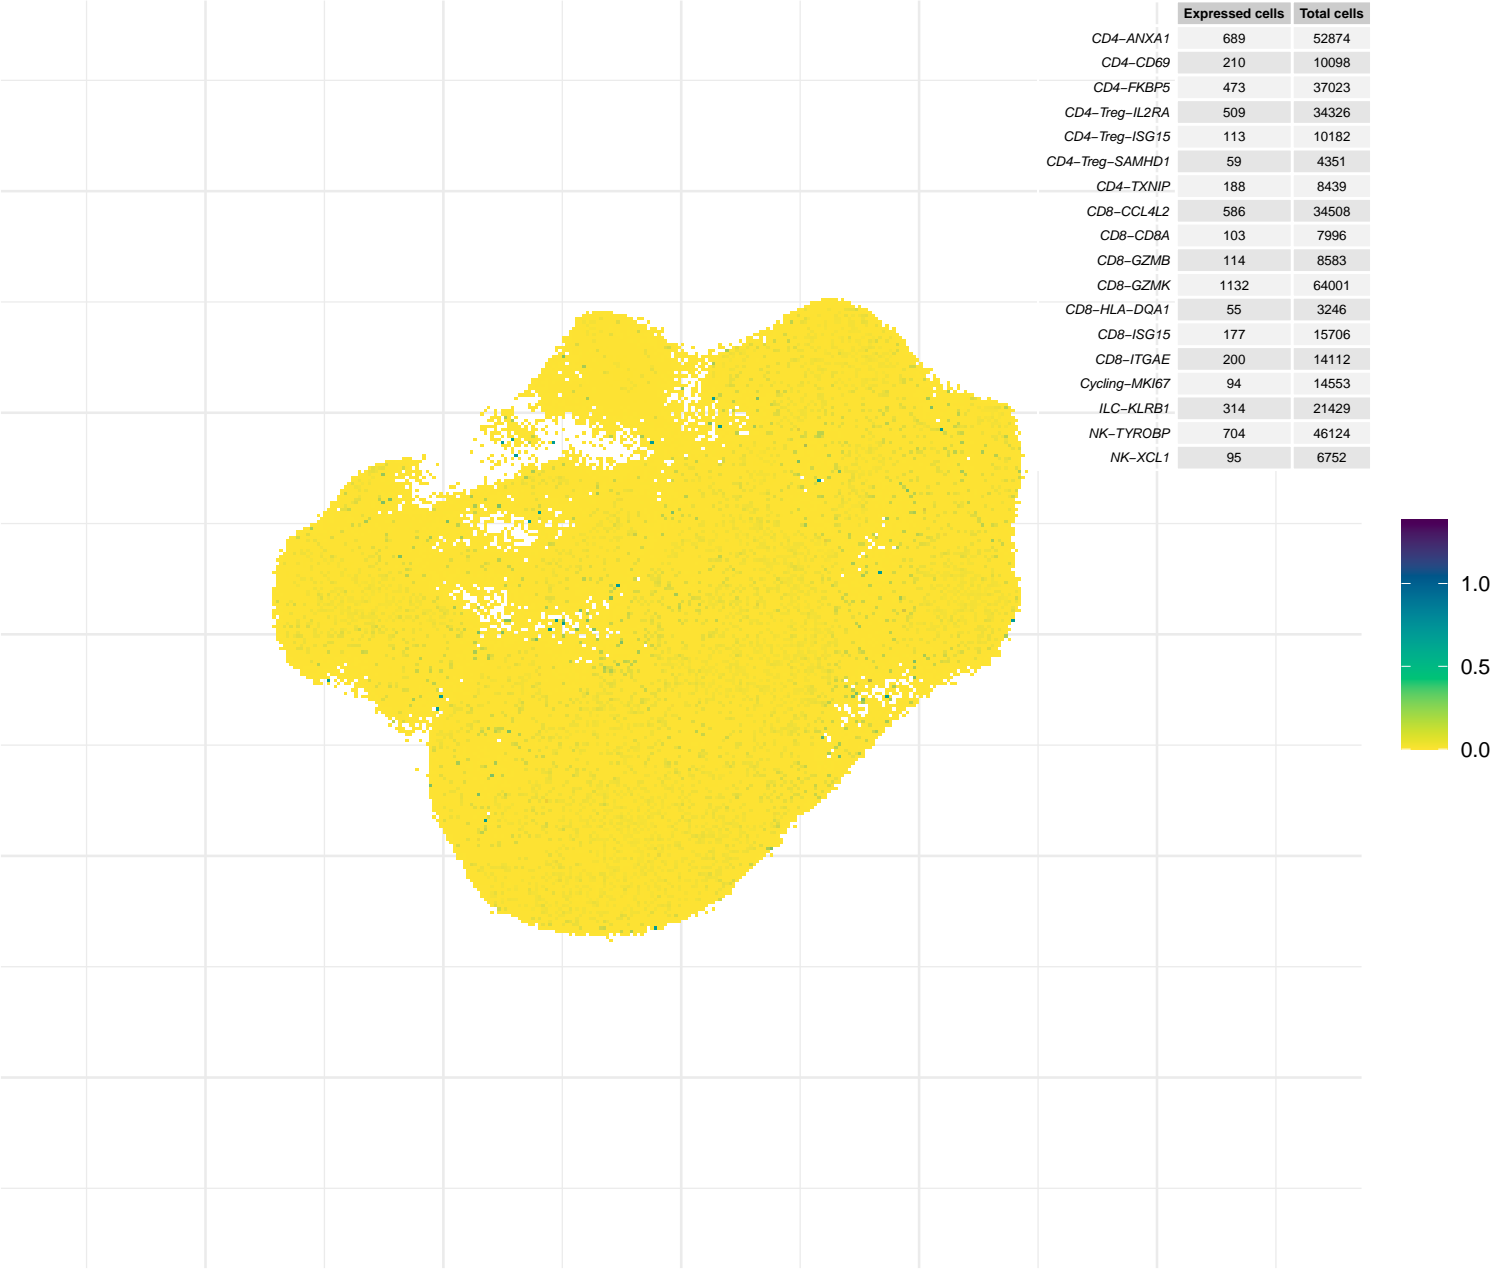 Expressed cells Total cells
CD4−ANXA1 689 52874
CD4−CD69 210 10098
CD4−FKBP5 473 37023
CD4−Treg−IL2RA 509 34326
CD4−Treg−ISG15 113 10182
CD4−Treg−SAMHD1 59 4351
CD4−TXNIP 188 8439
CD8−CCL4L2 586 34508
CD8−CD8A 103 7996
CD8−GZMB 114 8583
CD8−GZMK 1132 64001
CD8−HLA−DQA1 55 3246
CD8−ISG15 177 15706
CD8−ITGAE 200 14112
Cycling−MKI67 94 14553
ILC−KLRB1 314 21429
NK−TYROBP 704 46124
NK−XCL1 95 6752
1.0
0.5
0.0